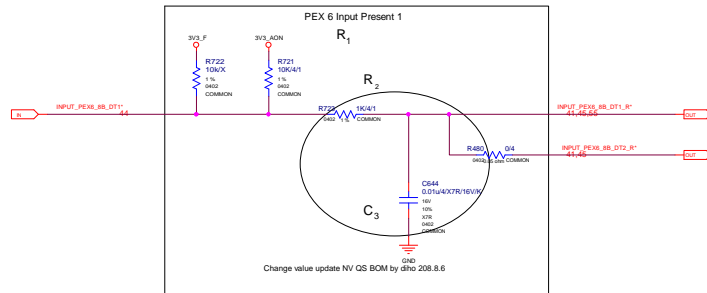 PEX 6 Input Present 1
3V3_F
3V3_AON
R1
R722
10k/X
1 %
0402
COMMON
R721
10K/4/1
1 %
0402
COMMON
R2
IN
INPUT_PEX6_8B_DT1*
44
R723
1K/4/1
0402
1 %
COMMON
INPUT_PEX6_8B_DT1_R*
41,45,55
OUT
R480
0/4
0402
0.05 ohm
COMMON
INPUT_PEX6_8B_DT2_R*
41,45
OUT
C644
0.01u/4/X7R/16V/K
16V
10%
X7R
0402
COMMON
C3
GND
Change value update NV QS BOM by diho 208.8.6